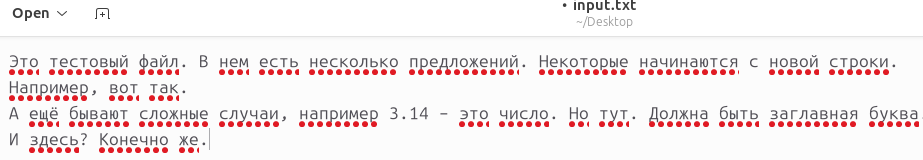 Open
• input.txt
~/Desktop
Это тестовый файл. В нем есть несколько предложений. Некоторые начинаются с новой строки.
Например, вот так.
А ещё бывают сложные случаи, например 3.14 – это число. Но тут. Должна быть заглавная буква
И здесь? Конечно же.